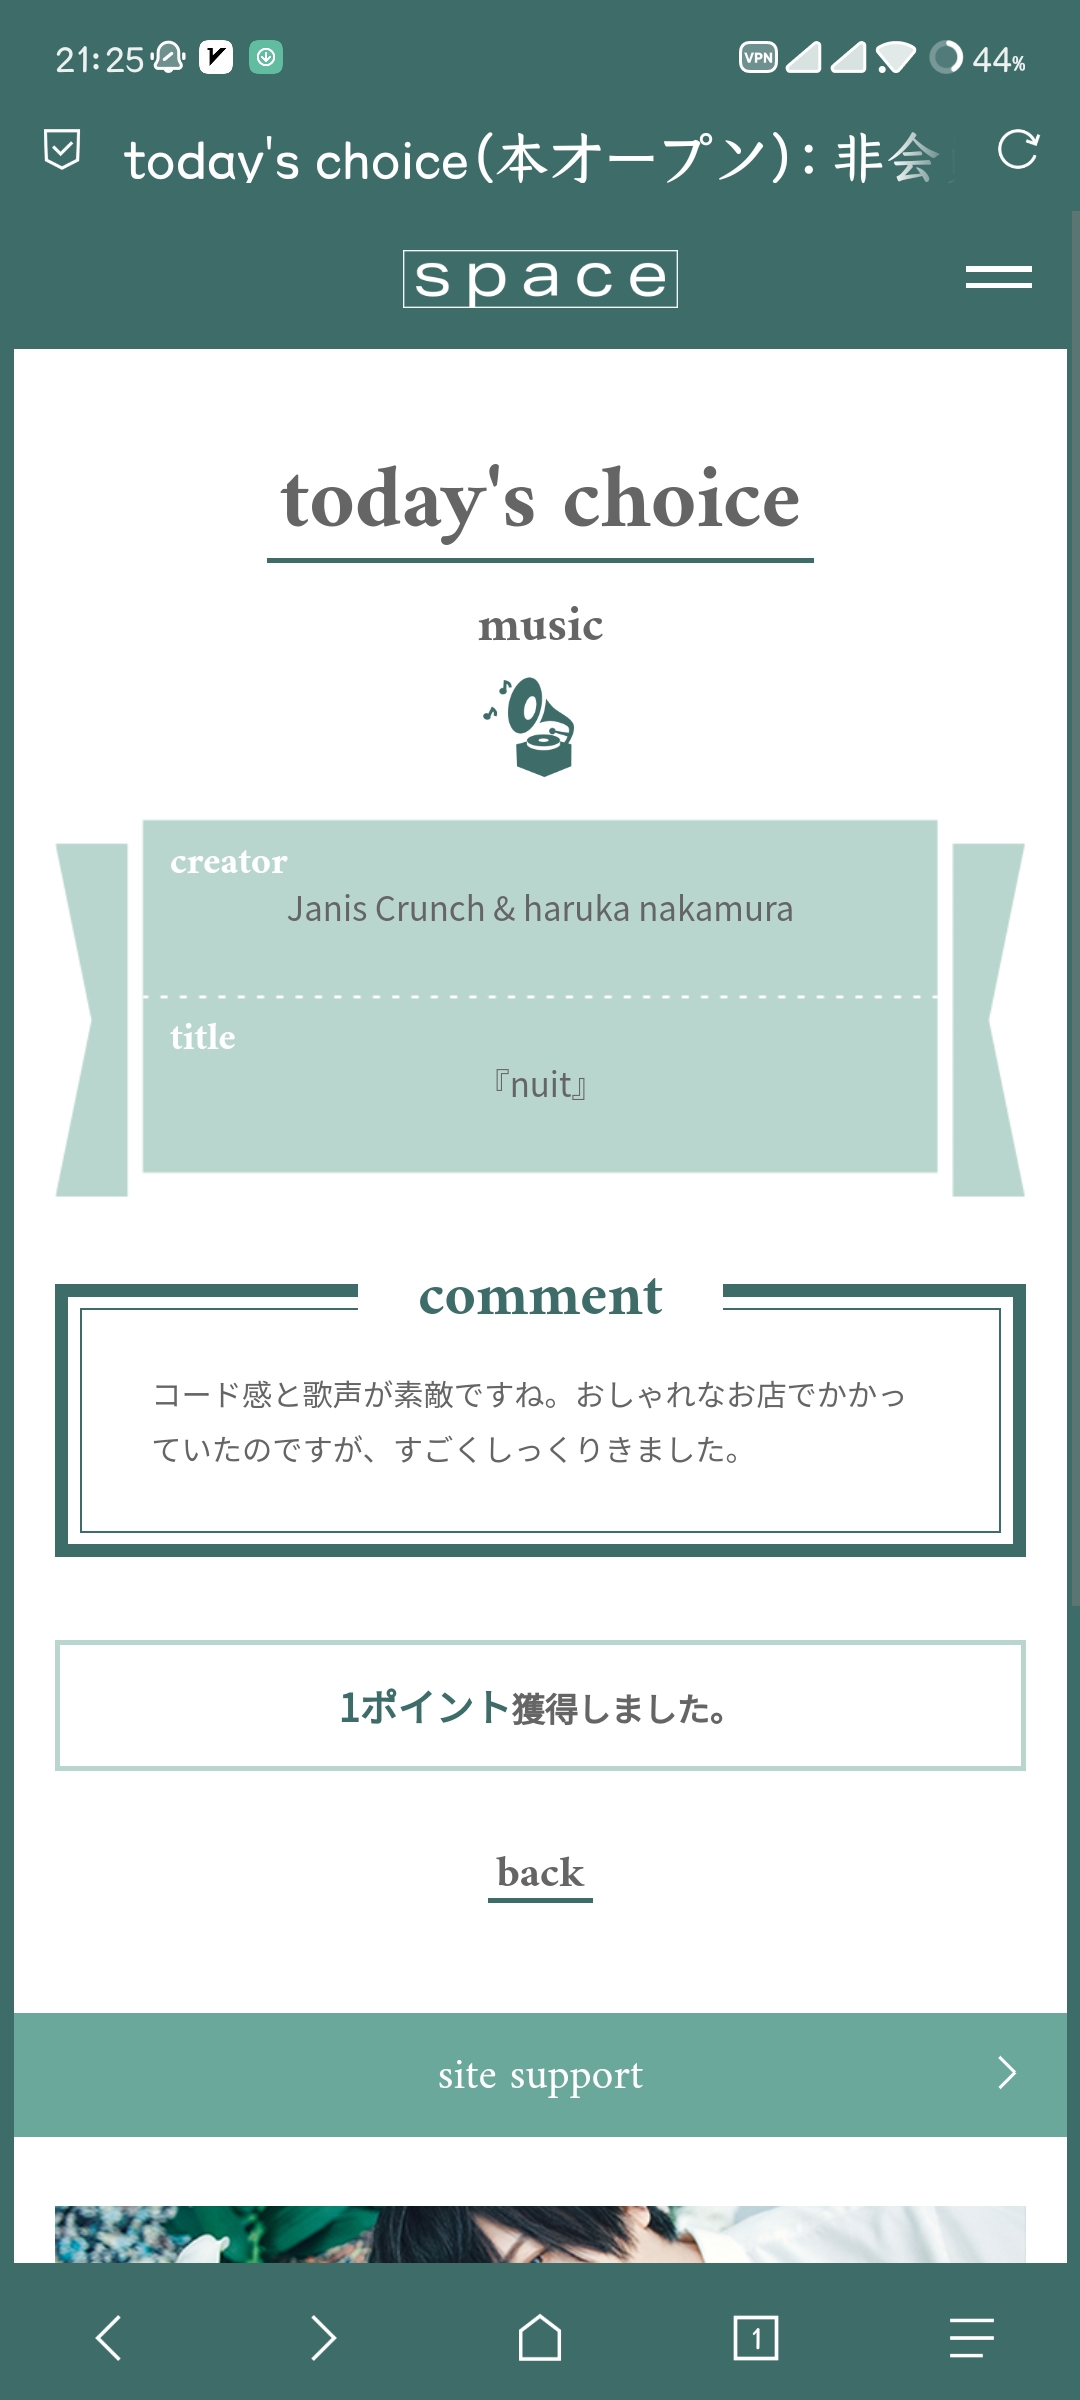 21:25
VPN
44%
today's choice(本オープン): 非会
space
today's choice
music
creator
Janis Crunch & haruka nakamura
title
『nuit』
comment
コード感と歌声が素敵ですね。おしゃれなお店でかかっ
ていたのですが、すごくしっくりきました。
1ポイント獲得しました。
back
site support
1